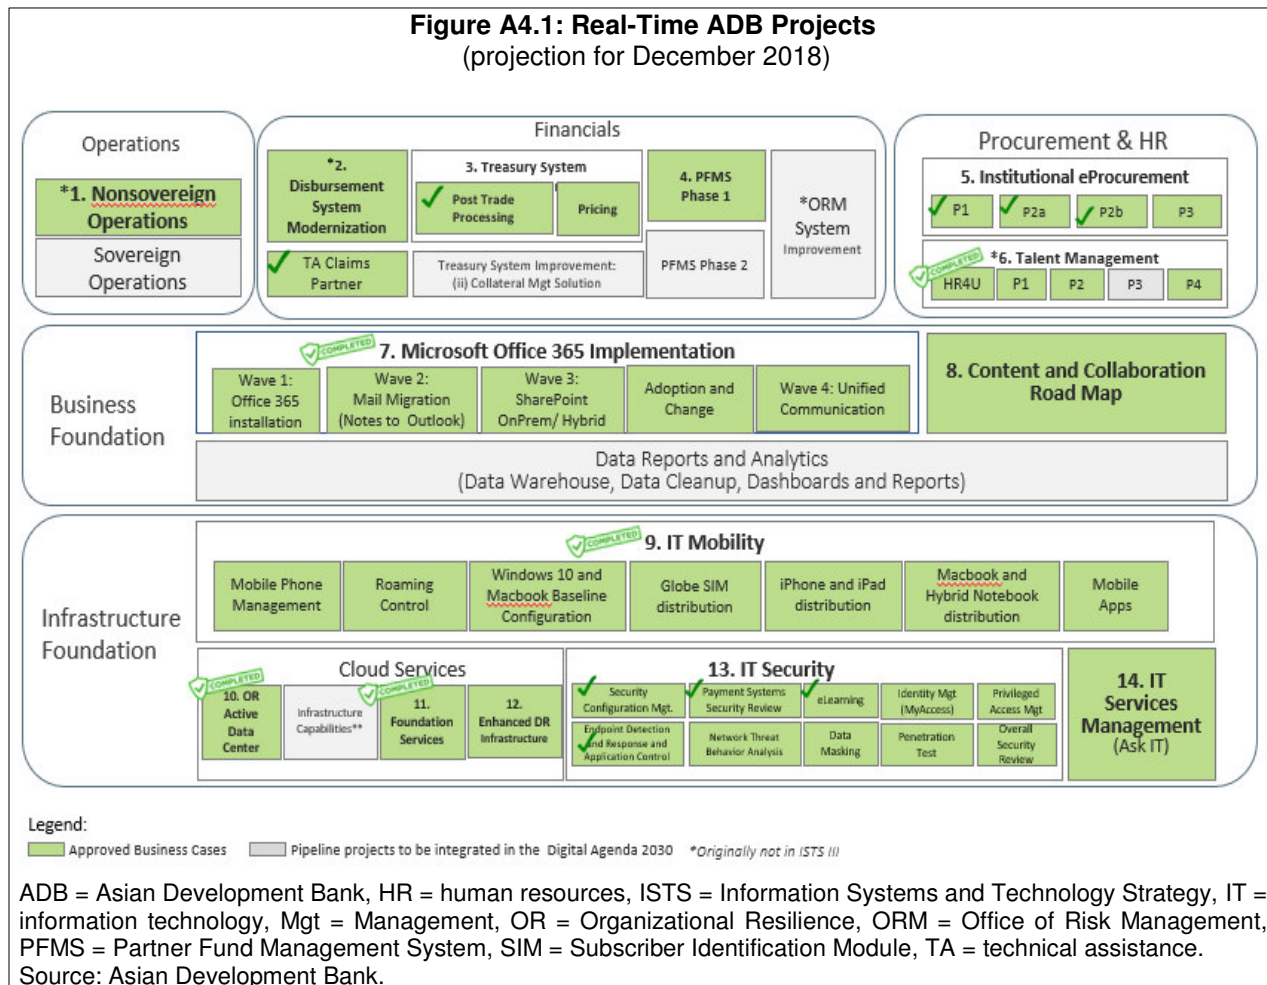 Figure A4.1: Real-Time ADB Projects
(projection for December 2018)
Operations
*1. Nonsovereign
Operations
Sovereign
Operations
Financials
*2.
Disbursement
System
Modernization
TA Claims
Partner
3. Treasury System
Post Trade
Processing
Pricing
Treasury System Improvement:
(ii) Collateral Mgt Solution
4. PFMS
Phase 1
PFMS Phase 2
*ORM
System
Improvement
Procurement & HR
5. Institutional eProcurement
P1
P2a
P2b
P3
COMPLETED
*6. Talent Management
HR4U
P1
P2
P3
P4
Business
Foundation
COMPLETED
7. Microsoft Office 365 Implementation
Wave 1:
Office 365
installation
Wave 2:
Mail Migration
(Notes to Outlook)
Wave 3:
SharePoint
OnPrem/ Hybrid
Adoption and
Change
Wave 4: Unified
Communication
8. Content and Collaboration
Road Map
Data Reports and Analytics
(Data Warehouse, Data Cleanup, Dashboards and Reports)
Infrastructure
Foundation
COMPLETED
9. IT Mobility
Mobile Phone
Management
Roaming
Control
Windows 10 and
Macbook Baseline
Configuration
Globe SIM
distribution
iPhone and iPad
distribution
Macbook and
Hybrid Notebook
distribution
Mobile
Apps
Cloud Services
COMPLETED
10. OR
Active
Data
Center
Infrastructure
Capabilities**
COMPLETED
11.
Foundation
Services
12.
Enhanced DR
Infrastructure
13. IT Security
Security
Configuration Mgt.
Payment Systems
Security Review
eLearning
Identity Mgt
(MyAccess)
Privileged
Access Mgt
Endpoint Detection
and Response and
Application Control
Network Threat
Behavior Analysis
Data
Masking
Penetration
Test
Overall
Security
Review
14. IT
Services
Management
(Ask IT)
Legend:
Approved Business Cases
Pipeline projects to be integrated in the Digital Agenda 2030
*Originally not in ISTS III
ADB = Asian Development Bank, HR = human resources, ISTS = Information Systems and Technology Strategy, IT =
information technology, Mgt = Management, OR = Organizational Resilience, ORM = Office of Risk Management,
PFMS = Partner Fund Management System, SIM = Subscriber Identification Module, TA = technical assistance.
Source: Asian Development Bank.